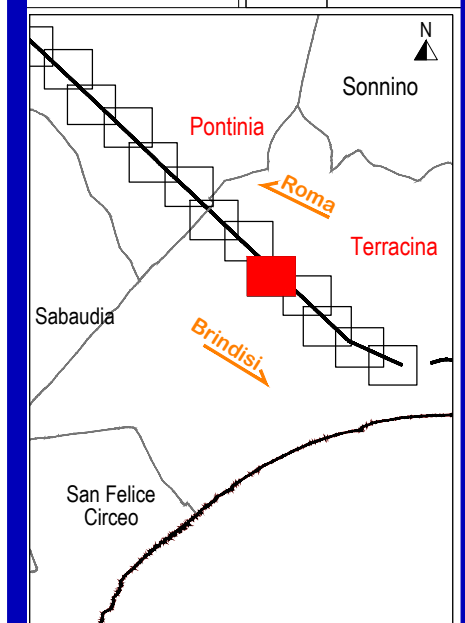 N
Sonnino
Pontinia
Roma
Terracina
Sabaudia
Brindisi
San Felice
Circeo